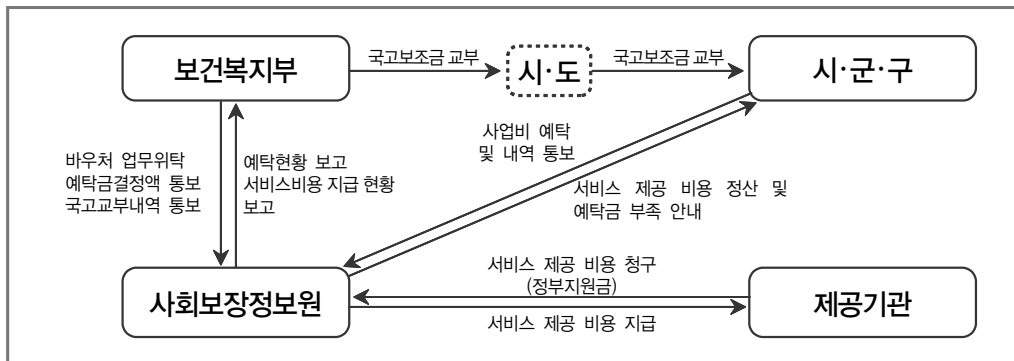 국고보조금 교부
국고보조금 교부
보건복지부
시·도
시·군·구
사업비 예탁
및 내역 통보
바우처 업무위탁
예탁금결정액 통보
국고교부내역 통보
예탁현황 보고
서비스비용 지급 현황
보고
서비스 제공 비용 정산 및
예탁금 부족 안내
서비스 제공 비용 청구
(정부지원금)
사회보장정보원
제공기관
서비스 제공 비용 지급